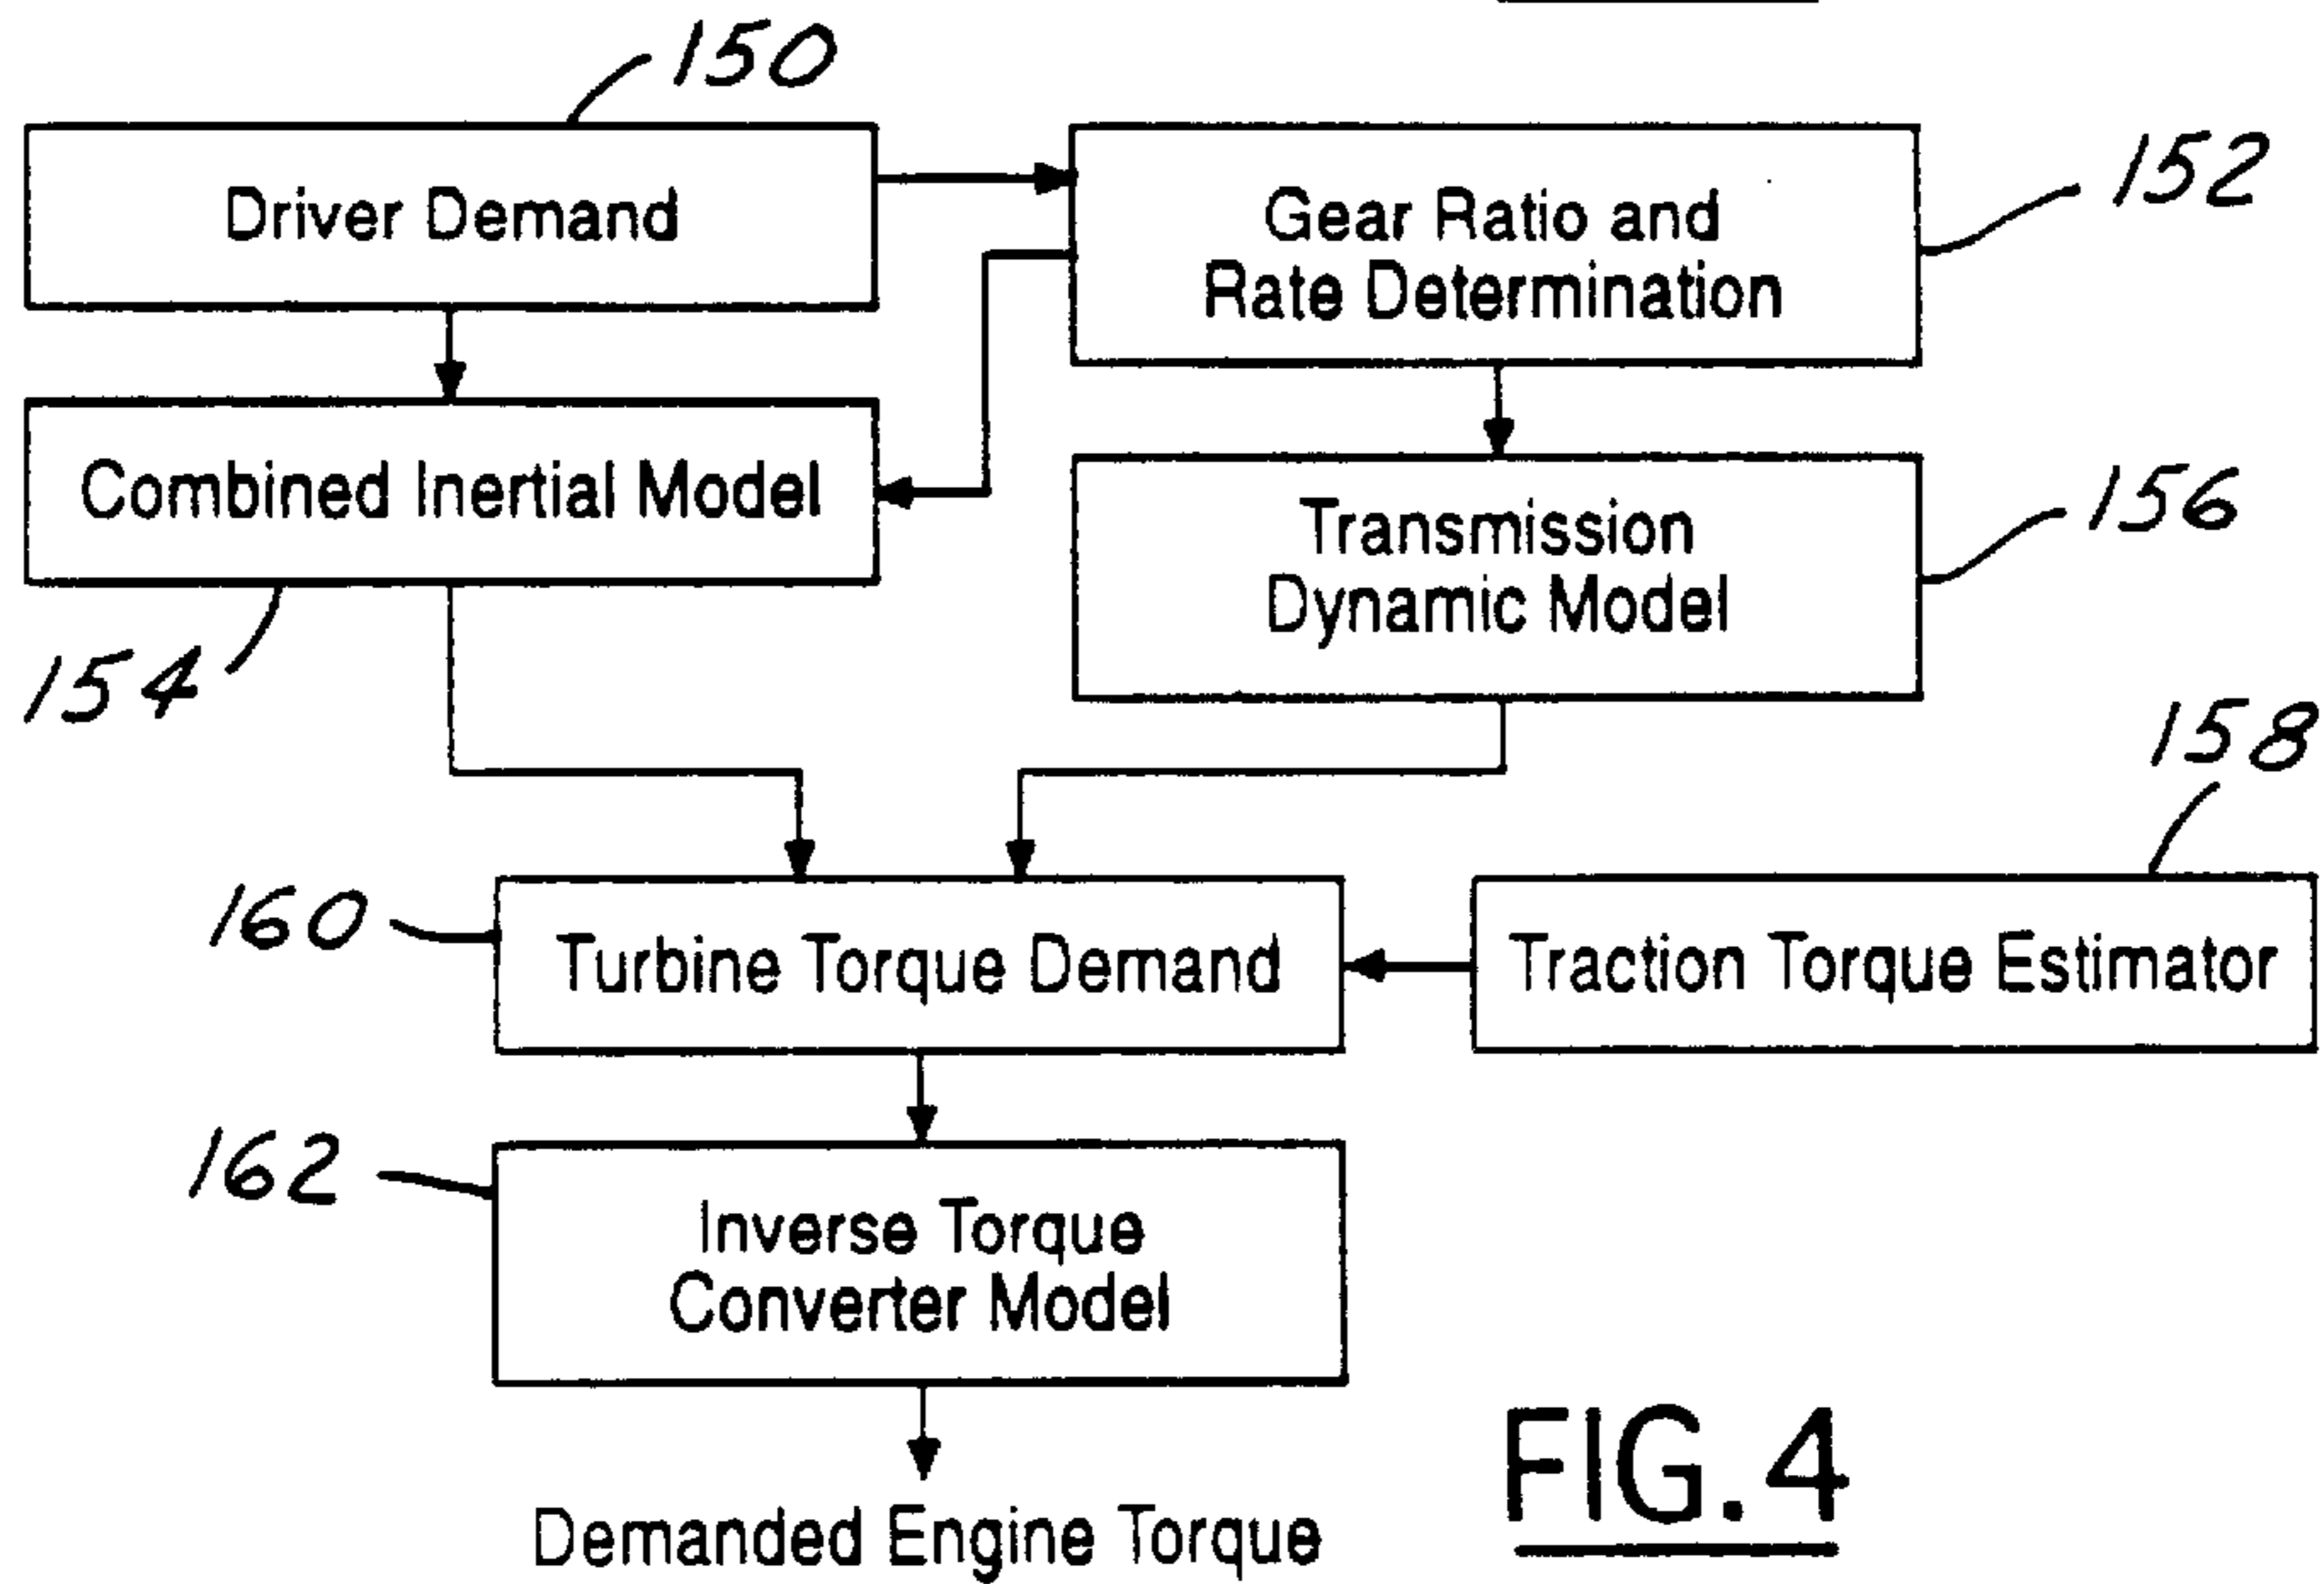 150
Driver Demand
Gear Ratio and
Rate Determination
152
Combined Inertial Model
154
Transmission
Dynamic Model
156
158
160
Turbine Torque Demand
Traction Torque Estimator
162
Inverse Torque
Converter Model
Demanded Engine Torque
FIG.4